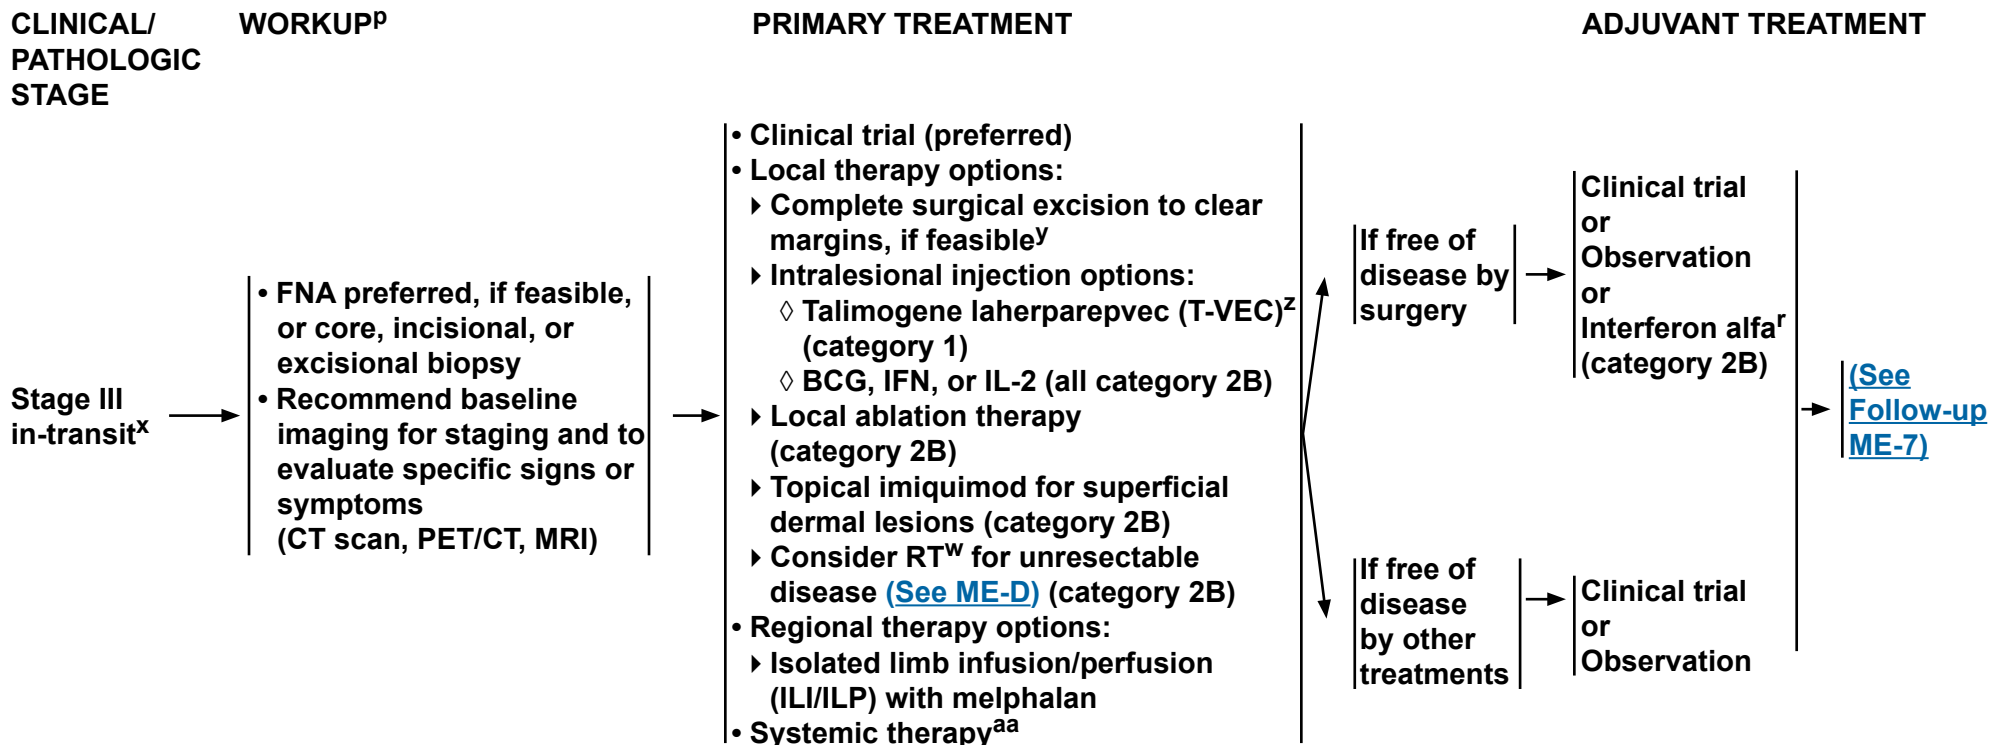 CLINICAL/
PATHOLOGIC
STAGE
WORKUPp
PRIMARY TREATMENT
ADJUVANT TREATMENT
Stage III
in-transitx
• FNA preferred, if feasible,
or core, incisional, or
excisional biopsy
• Recommend baseline
imaging for staging and to
evaluate specific signs or
symptoms
(CT scan, PET/CT, MRI)
• Clinical trial (preferred)
• Local therapy options:
▸ Complete surgical excision to clear
margins, if feasibley
▸ Intralesional injection options:
◊ Talimogene laherparepvec (T-VEC)z
(category 1)
◊ BCG, IFN, or IL-2 (all category 2B)
▸ Local ablation therapy
(category 2B)
▸ Topical imiquimod for superficial
dermal lesions (category 2B)
▸ Consider RTw for unresectable
disease (See ME-D) (category 2B)
• Regional therapy options:
▸ Isolated limb infusion/perfusion
(ILI/ILP) with melphalan
• Systemic therapyaa
If free of
disease by
surgery
Clinical trial
or
Observation
or
Interferon alfar
(category 2B)
If free of
disease
by other
treatments
Clinical trial
or
Observation
(See
Follow-up
ME-7)